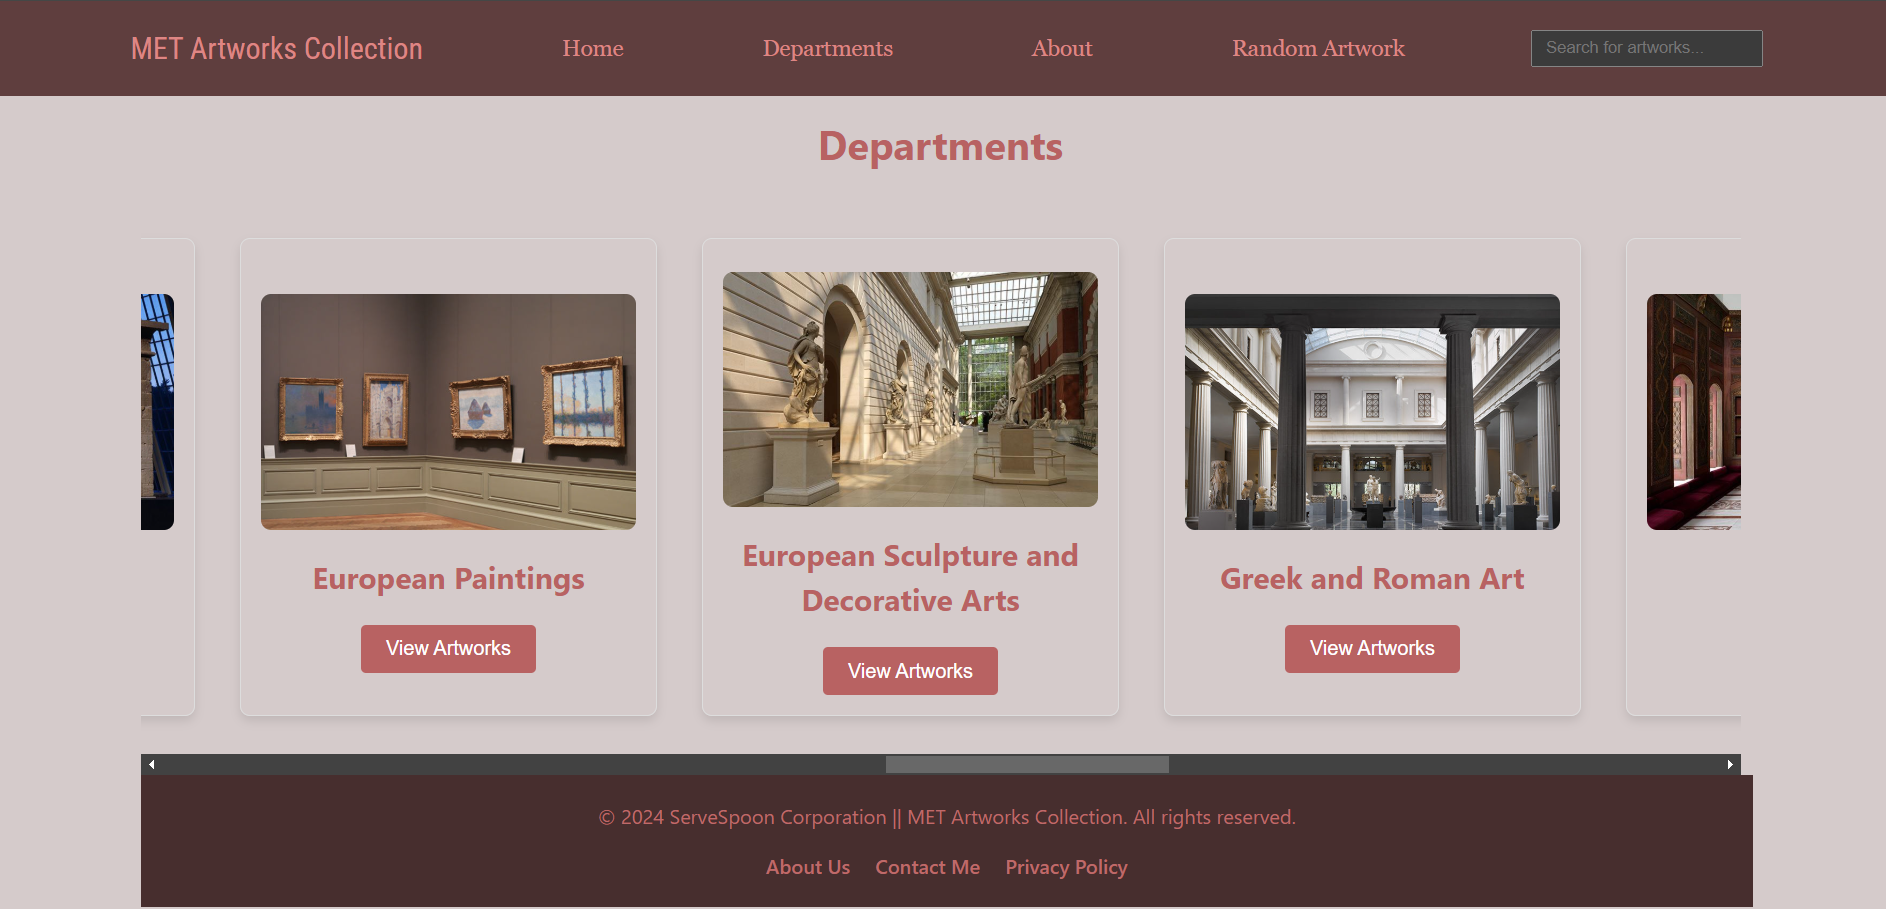 MET Artworks Collection
Home
Departments
About
Random Artwork
Search for artworks...
Departments
European Paintings
View Artworks
European Sculpture and
Decorative Arts
View Artworks
Greek and Roman Art
View Artworks
© 2024 ServeSpoon Corporation || MET Artworks Collection. All rights reserved.
About Us Contact Me Privacy Policy